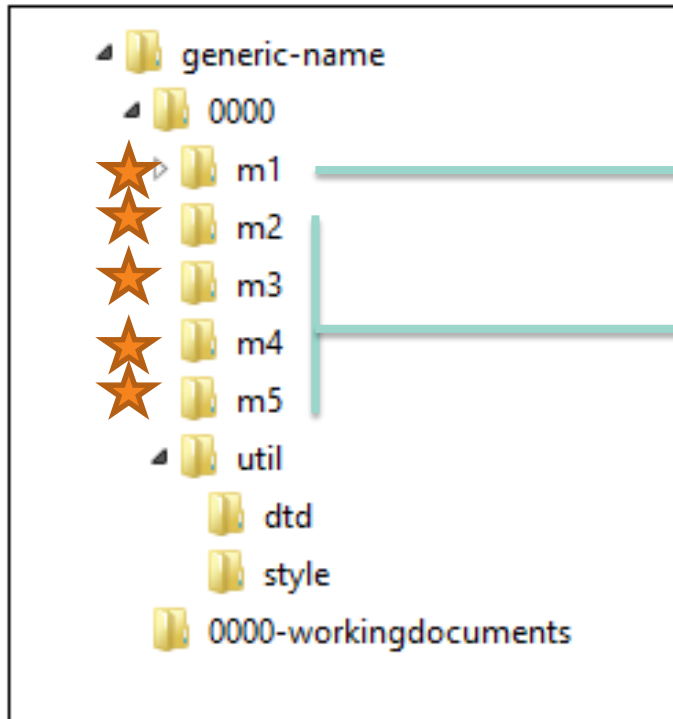 generic-name
0000
m1
m2
m3
m4
m5
util
dtd
style
0000-workingdocuments